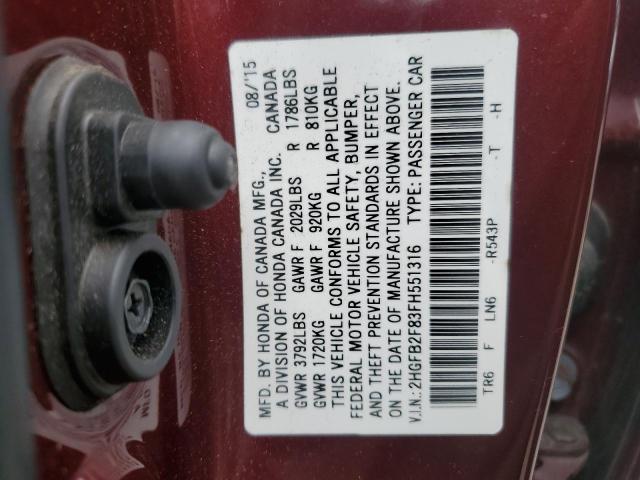 MFD. BY HONDA OF CANADA MFG., 08/'15
A DIVISION OF HONDA CANADA INC. CANADA
GVWR 3792LBS GAWR F 2029LBS R 1786LBS
GVWR 1720KG GAWR F 920KG R 810KG
THIS VEHICLE CONFORMS TO ALL APPLICABLE
FEDERAL MOTOR VEHICLE SAFETY, BUMPER,
AND THEFT PREVENTION STANDARDS IN EFFECT
ON THE DATE OF MANUFACTURE SHOWN ABOVE.
V.I.N.: 2HGFB2F83FH551316 TYPE: PASSENGER CAR
TR6 F LN6 -R543P -T -H